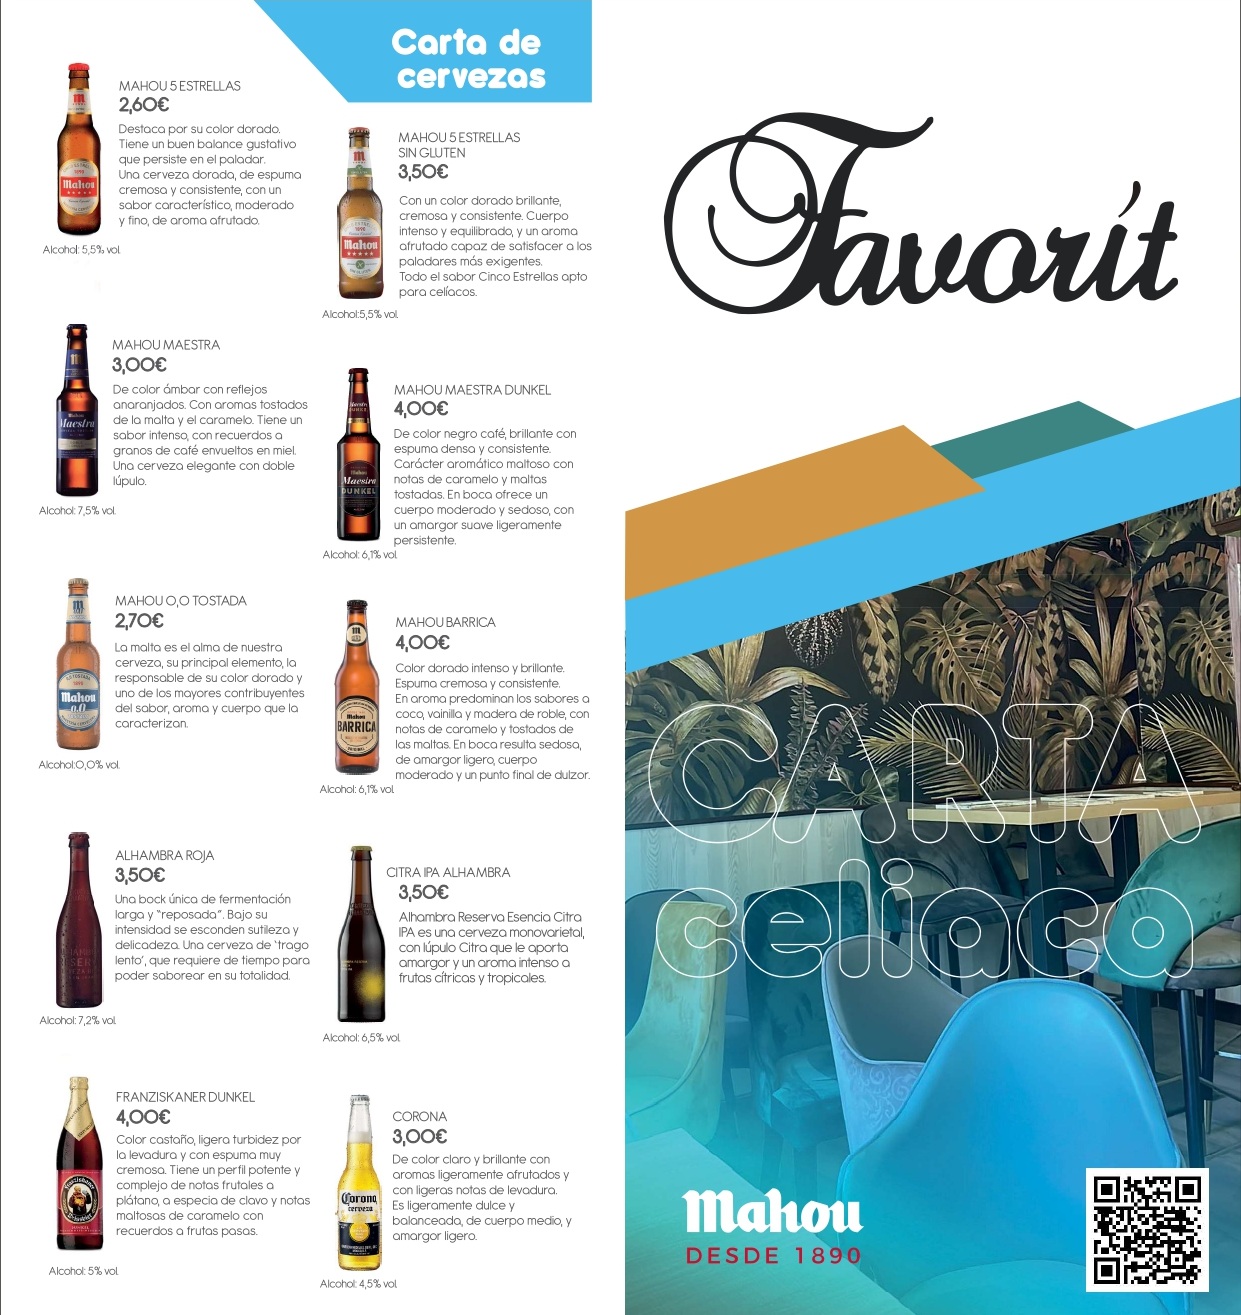 Carta de
cervezas
MAHOU 5 ESTRELLAS
2,60€
Destaca por su color dorado.
Tiene un buen balance gustativo
que persiste en el paladar.
Una cerveza dorada, de espuma
cremosa y consistente, con un
sabor característico, moderado
y fino, de aroma afrutado.
Alcohol: 5,5% vol.
MAHOU 5 ESTRELLAS
SIN GLUTEN
3,50€
Con un color dorado brillante,
cremosa y consistente. Cuerpo
intenso y equilibrado, y un aroma
afrutado capaz de satisfacer a los
paladares más exigentes.
Todo el sabor Cinco Estrellas apto
para celíacos.
Alcohol:5,5% vol.
MAHOU MAESTRA
3,00€
De color ámbar con reflejos
anaranjados. Con aromas tostados
de la malta y el caramelo. Tiene un
sabor intenso, con recuerdos a
granos de café envueltos en miel.
Una cerveza elegante con doble
lúpulo.
Alcohol: 7,5% vol.
MAHOU MAESTRA DUNKEL
4,00€
De color negro café, brillante con
espuma densa y consistente.
Carácter aromático maltoso con
notas de caramelo y maltas
tostadas. En boca ofrece un
cuerpo moderado y sedoso, con
un amargor suave ligeramente
persistente.
Alcohol: 6,1% vol.
MAHOU 0,0 TOSTADA
2,70€
La malta es el alma de nuestra
cerveza, su principal elemento, la
responsable de su color dorado y
uno de los mayores contribuyentes
del sabor, aroma y cuerpo que la
caracterizan.
Alcohol:0,0% vol.
MAHOU BARRICA
4,00€
Color dorado intenso y brillante.
Espuma cremosa y consistente.
En aroma predominan los sabores a
coco, vainilla y madera de roble, con
notas de caramelo y tostados de
las maltas. En boca resulta sedosa,
de amargor ligero, cuerpo
moderado y un punto final de dulzor.
Alcohol: 6,1% vol.
ALHAMBRA ROJA
3,50€
Una bock única de fermentación
larga y "reposada". Bajo su
intensidad se esconden sutileza y
delicadeza. Una cerveza de 'trago
lento', que requiere de tiempo para
poder saborear en su totalidad.
Alcohol: 7,2% vol.
CITRA IPA ALHAMBRA
3,50€
Alhambra Reserva Esencia Citra
IPA es una cerveza monovarietal,
con lúpulo Citra que le aporta
amargor y un aroma intenso a
frutas cítricas y tropicales.
Alcohol: 6,5% vol.
FRANZISKANER DUNKEL
4,00€
Color castaño, ligera turbidez por
la levadura y con espuma muy
cremosa. Tiene un perfil potente y
complejo de notas frutales a
plátano, a especia de clavo y notas
maltosas de caramelo con
recuerdos a frutas pasas.
Alcohol: 5% vol.
CORONA
3,00€
De color claro y brillante con
aromas ligeramente afrutados y
con ligeras notas de levadura.
Es ligeramente dulce y
balanceada, de cuerpo medio, y
amargor ligero.
Alcohol: 4,5% vol.
Mahou
Mahou
Maestra
Maestra
DUNKEL
Mahou
0,0
Mahou
BARRICA
Franziskaner
Corona
cerveza
Favorit
CARTA
celiaca
Mahou
DESDE 1890